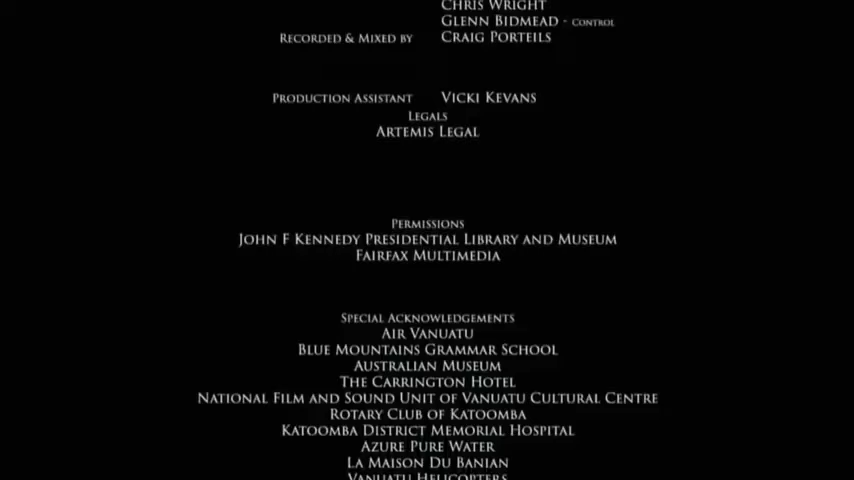 CHRIS WRIGHT
GLENN BIDMEAD - CONTROL
RECORDED & MIXED BY CRAIG PORTEILS
PRODUCTION ASSISTANT VICKI KEVANS
LEGALS
ARTEMIS LEGAL
PERMISSIONS
JOHN F KENNEDY PRESIDENTIAL LIBRARY AND MUSEUM
FAIRFAX MULTIMEDIA
SPECIAL ACKNOWLEDGEMENTS
AIR VANUATU
BLUE MOUNTAINS GRAMMAR SCHOOL
AUSTRALIAN MUSEUM
THE CARRINGTON HOTEL
NATIONAL FILM AND SOUND UNIT OF VANUATU CULTURAL CENTRE
ROTARY CLUB OF KATOOMBA
KATOOMBA DISTRICT MEMORIAL HOSPITAL
AZURE PURE WATER
LA MAISON DU BANIAN
VANUATU HELICOPTERS